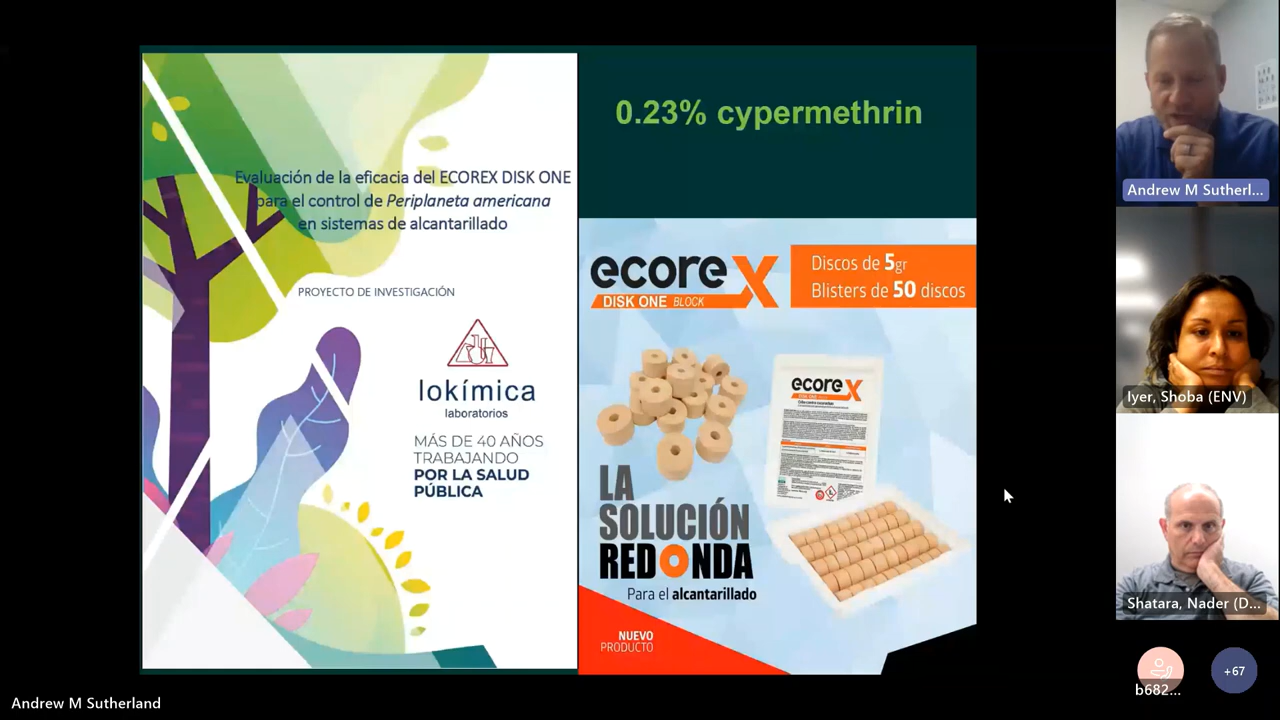 Evaluación de la eficacia del ECOREX DISK ONE
para el control de Periplaneta americana
en sistemas de alcantarillado
PROYECTO DE INVESTIGACIÓN
lokímica
laboratorios
MÁS DE 40 AÑOS
TRABAJANDO
POR LA SALUD
PÚBLICA
0.23% cypermethrin
ecoreX
DISK ONE BLOCK
Discos de 5gr
Blisters de 50 discos
ecoreX
LA
SOLUCIÓN
REDONDA
Para el alcantarillado
NUEVO
PRODUCTO
Andrew M Sutherl...
Iyer, Shoba (ENV)
Shatara, Nader (D...
b682...
+67
Andrew M Sutherland